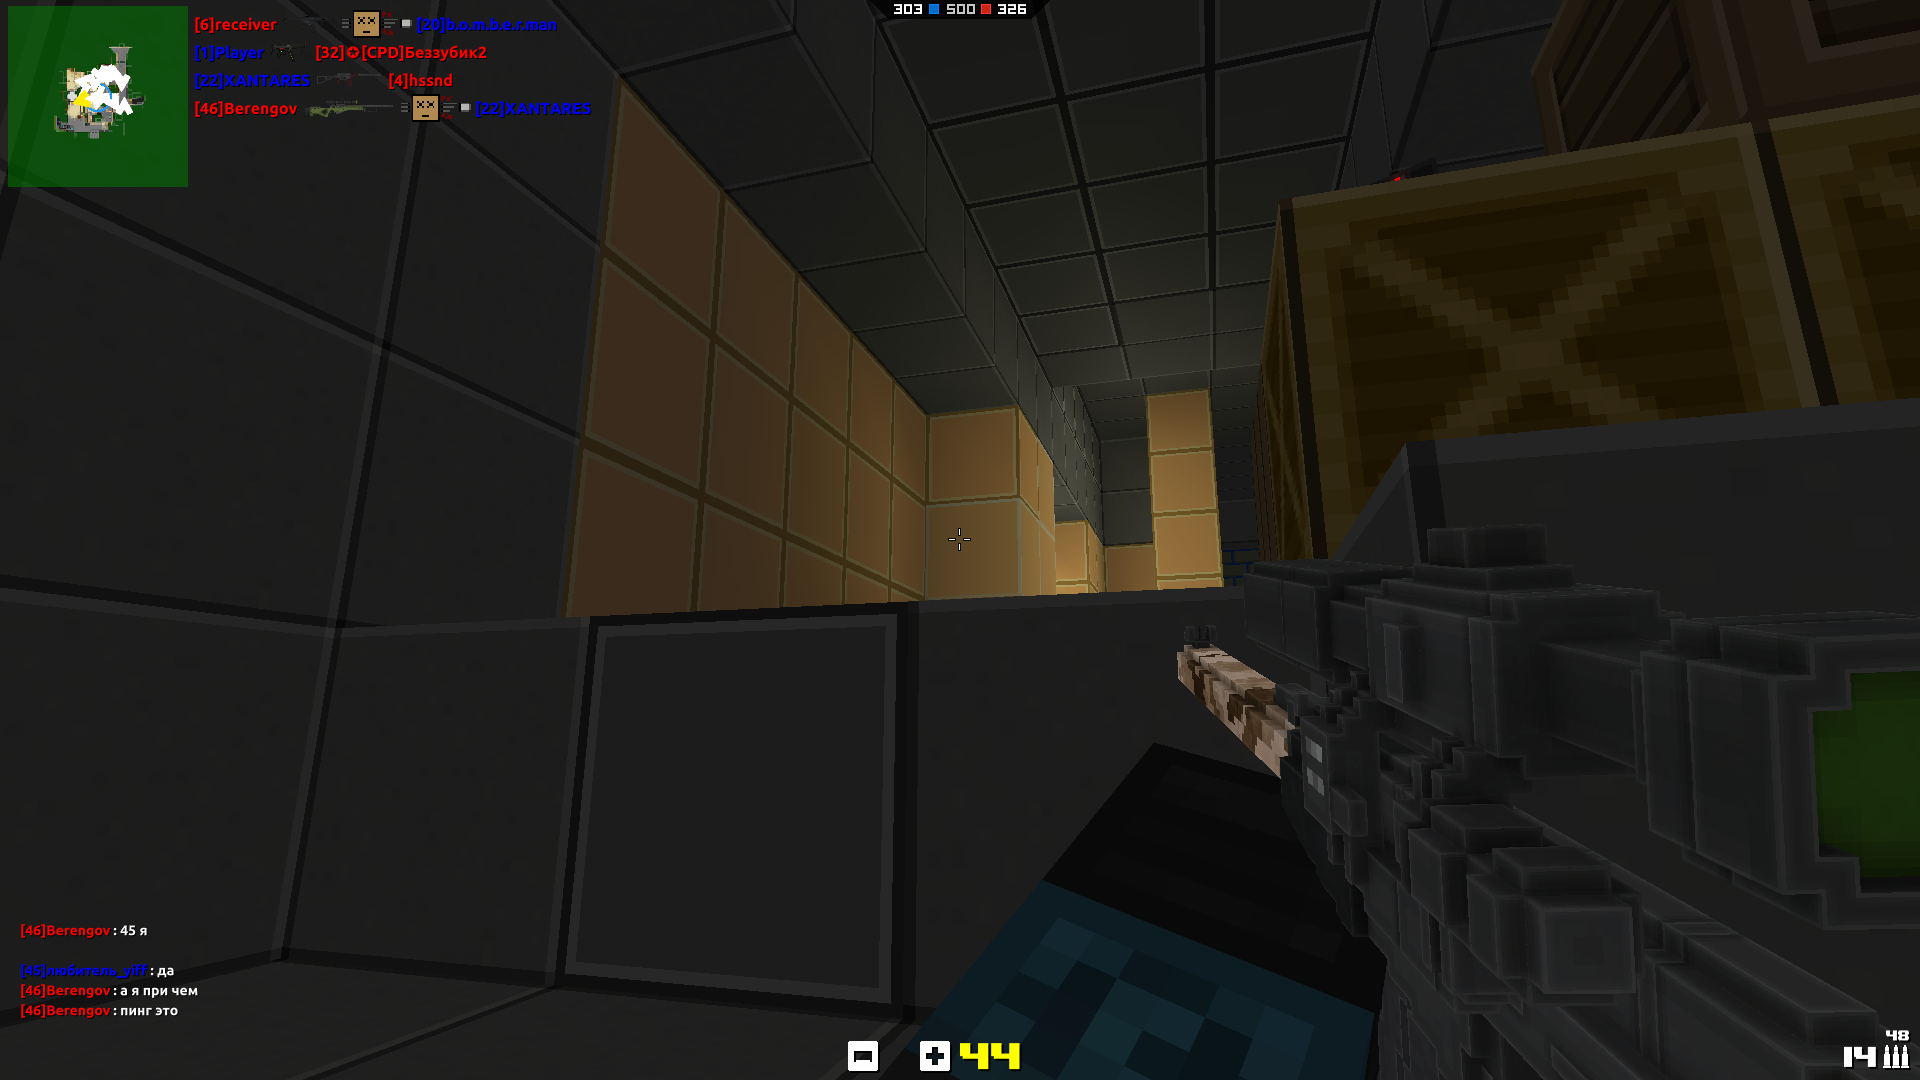 303 500 326
[6]receiver [20]b.o.m.b.e.r.man
[1]Player [32]✪[CPD]Беззубик2
[22]XANTARES [4]hssnd
[46]Berengov [22]XANTARES
[46]Berengov : 45 я
[45]любитель_yiff : да
[46]Berengov : а я при чем
[46]Berengov : пинг это
44
48
14